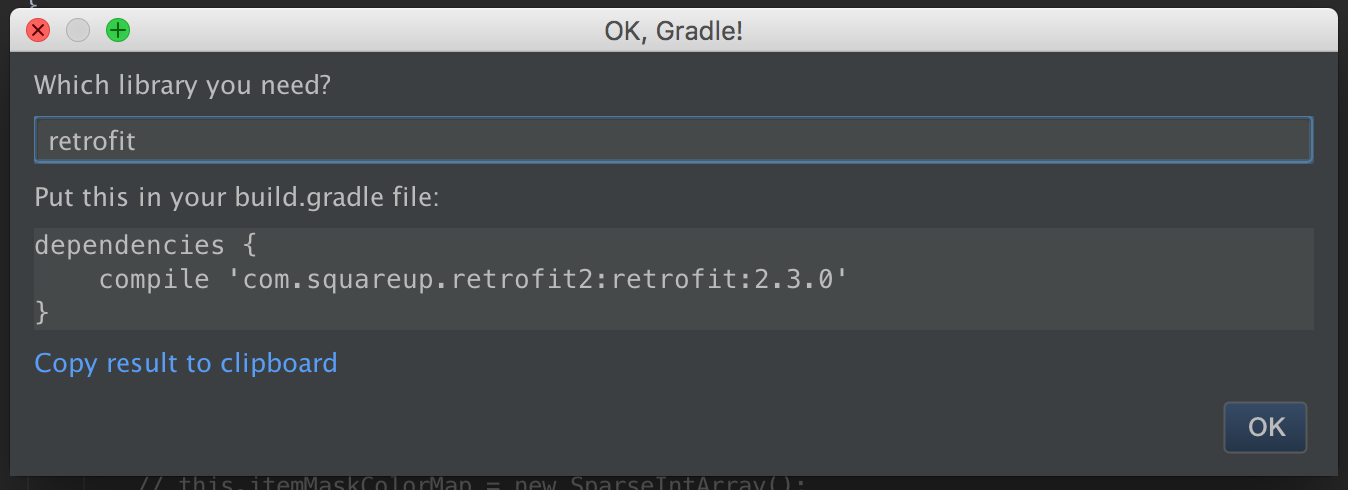 {
OK, Gradle!
Which library you need?
retrofit
Put this in your build.gradle file:
dependencies {
    compile 'com.squareup.retrofit2:retrofit:2.3.0'
}
Copy result to clipboard
OK
// this.itemMaskColorMap = new SparseIntArray();